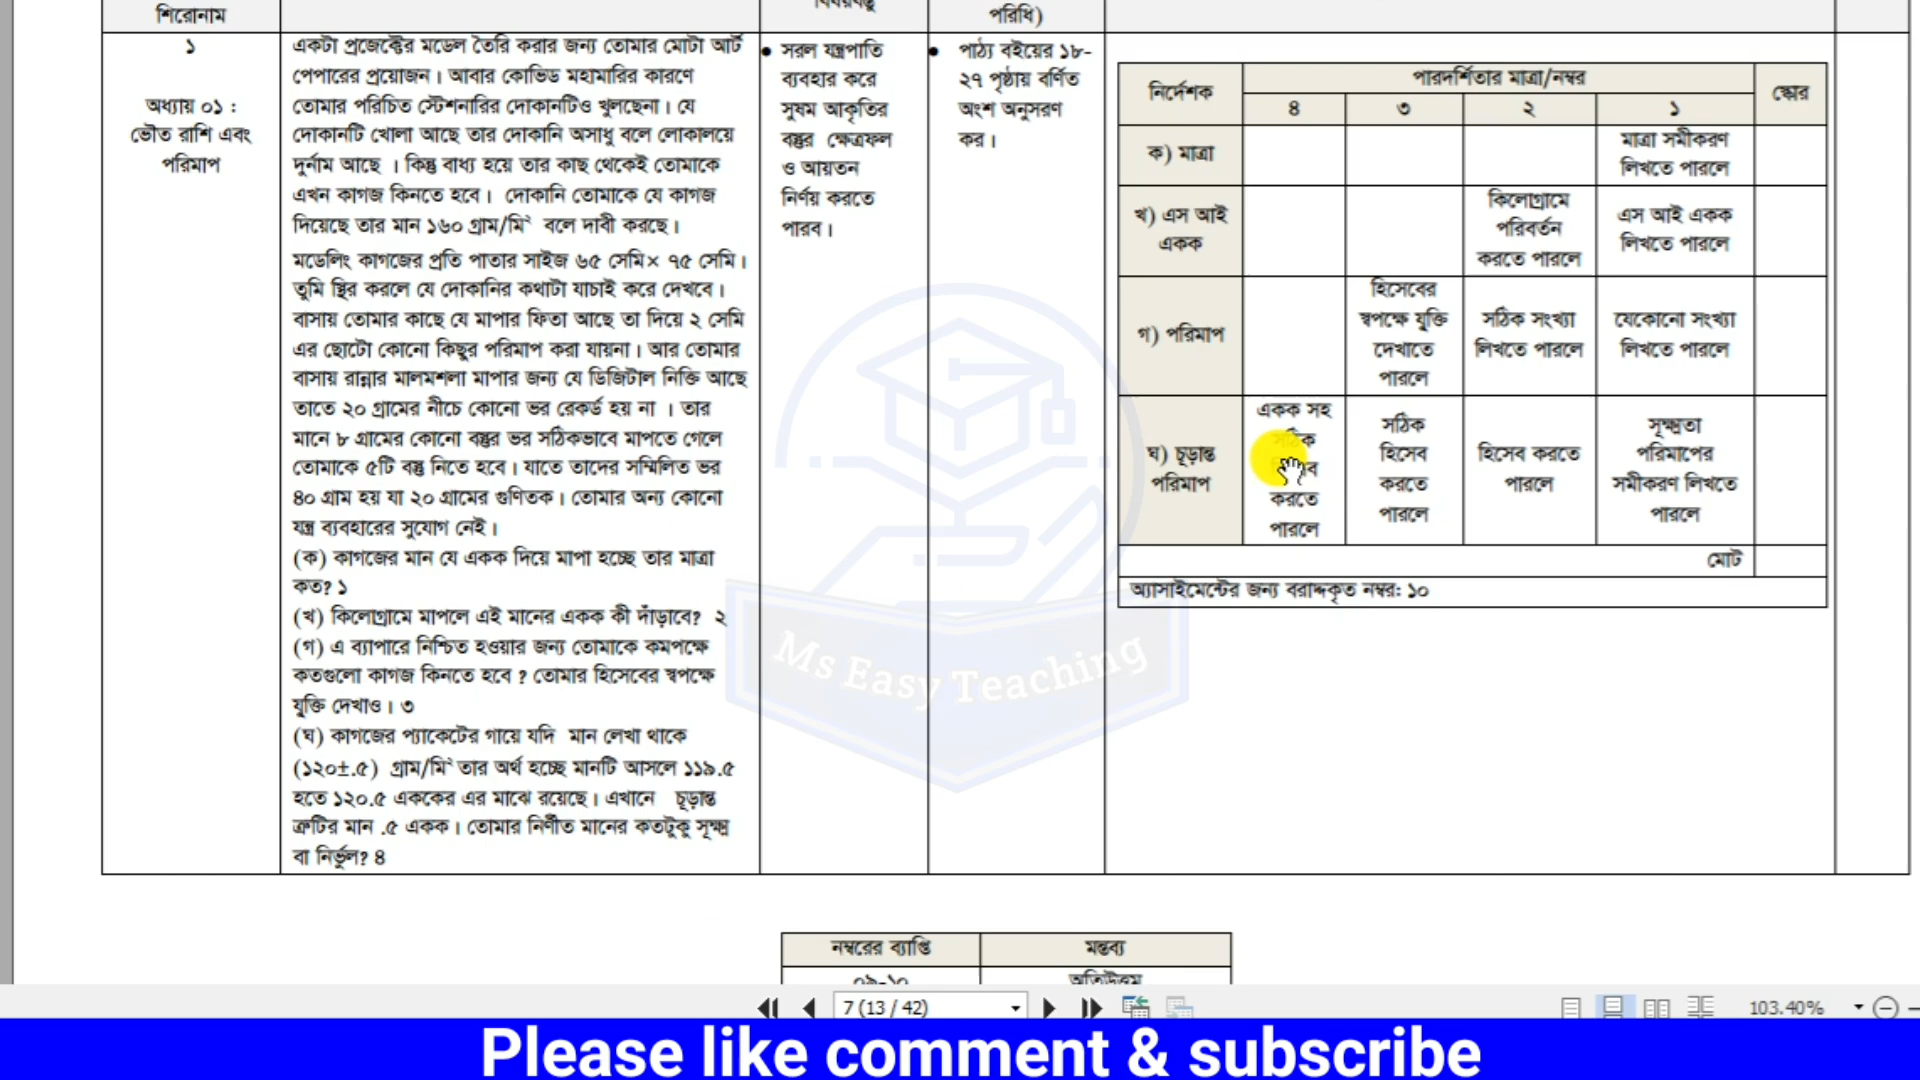 শিরোনাম
পরিধি)
১
অধ্যায় ০১ :
ভৌত রাশি এবং
পরিমাপ
একটা প্রজেক্টের মডেল তৈরি করার জন্য তোমার মোটা আর্ট
পেপারের প্রয়োজন। আবার কোভিড মহামারির কারণে
তোমার পরিচিত স্টেশনারির দোকানটিও খুলছেনা। যে
দোকানটি খোলা আছে তার দোকানি অসাধু বলে লোকালয়ে
দুর্নাম আছে । কিন্তু বাধ্য হয়ে তার কাছ থেকেই তোমাকে
এখন কাগজ কিনতে হবে। দোকানি তোমাকে যে কাগজ
দিয়েছে তার মান ১৬০ গ্রাম/মি² বলে দাবী করছে।
মডেলিং কাগজের প্রতি পাতার সাইজ ৬৫ সেমি× ৭৫ সেমি।
তুমি স্থির করলে যে দোকানির কথাটা যাচাই করে দেখবে।
বাসায় তোমার কাছে যে মাপার ফিতা আছে তা দিয়ে ২ সেমি
এর ছোটো কোনো কিছুর পরিমাপ করা যায়না। আর তোমার
বাসায় রান্নার মালমশলা মাপার জন্য যে ডিজিটাল নিক্তি আছে
তাতে ২০ গ্রামের নীচে কোনো ভর রেকর্ড হয় না । তার
মানে ৮ গ্রামের কোনো বস্তুর ভর সঠিকভাবে মাপতে গেলে
তোমাকে ৫টি বস্তু নিতে হবে। যাতে তাদের সম্মিলিত ভর
৪০ গ্রাম হয় যা ২০ গ্রামের গুণিতক। তোমার অন্য কোনো
যন্ত্র ব্যবহারের সুযোগ নেই।
(ক) কাগজের মান যে একক দিয়ে মাপা হচ্ছে তার মাত্রা
কত? ১
(খ) কিলোগ্রামে মাপলে এই মানের একক কী দাঁড়াবে? ২
(গ) এ ব্যাপারে নিশ্চিত হওয়ার জন্য তোমাকে কমপক্ষে
কতগুলো কাগজ কিনতে হবে ? তোমার হিসেবের স্বপক্ষে
যুক্তি দেখাও। ৩
(ঘ) কাগজের প্যাকেটের গায়ে যদি মান লেখা থাকে
(১২০±.৫) গ্রাম/মি² তার অর্থ হচ্ছে মানটি আসলে ১১৯.৫
হতে ১২০.৫ এককের এর মাঝে রয়েছে। এখানে চূড়ান্ত
ত্রুটির মান .৫ একক। তোমার নির্ণীত মানের কতটুকু সূক্ষ্ম
বা নির্ভুল? ৪
• সরল যন্ত্রপাতি
ব্যবহার করে
সুষম আকৃতির
বস্তুর ক্ষেত্রফল
ও আয়তন
নির্ণয় করতে
পারব।
• পাঠ্য বইয়ের ১৮-
২৭ পৃষ্ঠায় বর্ণিত
অংশ অনুসরণ
কর।
নির্দেশক
পারদর্শিতার মাত্রা/নম্বর
স্কোর
৪ ৩ ২ ১
ক) মাত্রা
মাত্রা সমীকরণ
লিখতে পারলে
খ) এস আই
একক
কিলোগ্রামে
পরিবর্তন
করতে পারলে
এস আই একক
লিখতে পারলে
গ) পরিমাপ
হিসেবের
স্বপক্ষে যুক্তি
দেখাতে
পারলে
সঠিক সংখ্যা
লিখতে পারলে
যেকোনো সংখ্যা
লিখতে পারলে
ঘ) চূড়ান্ত
পরিমাপ
একক সহ
সঠিক
করতে
পারলে
সঠিক
হিসেব
করতে
পারলে
হিসেব করতে
পারলে
সূক্ষ্মতা
পরিমাপের
সমীকরণ লিখতে
পারলে
মোট
অ্যাসাইমেন্টের জন্য বরাদ্দকৃত নম্বর: ১০
Ms Easy Teaching
নম্বরের ব্যাপ্তি
মন্তব্য
০৯-১০
অতিউত্তম
7 (13 / 42)
103.40%
Please like comment & subscribe